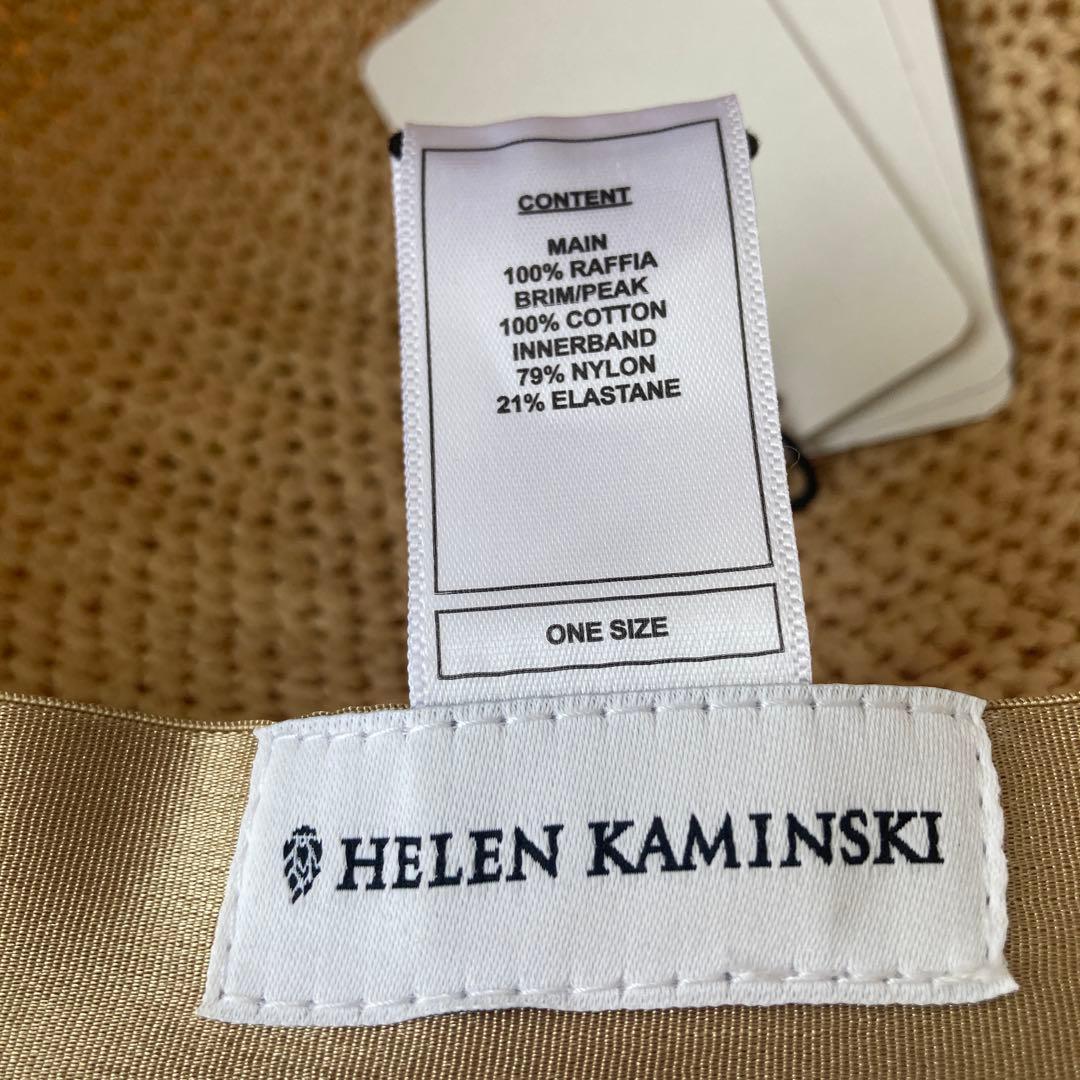 CONTENT
MAIN
100% RAFFIA
BRIM/PEAK
100% COTTON
INNERBAND
79% NYLON
21% ELASTANE
ONE SIZE
HELEN KAMINSKI